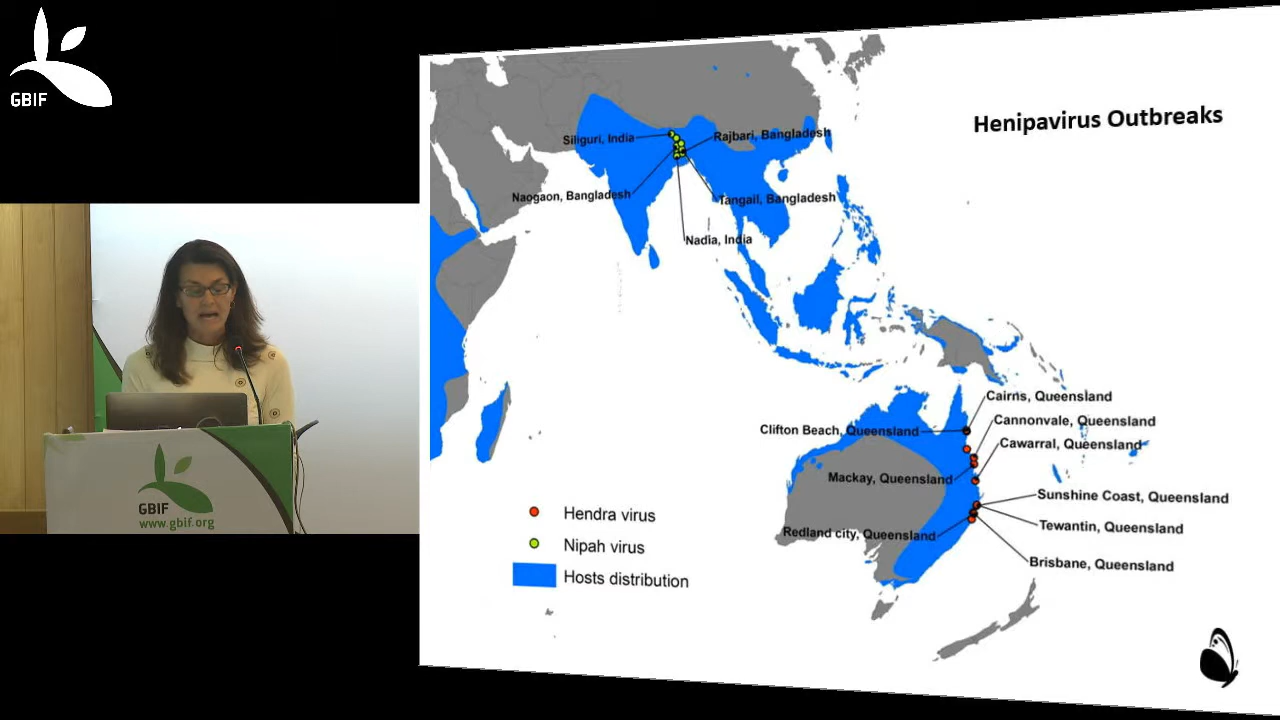 GBIF
Henipavirus Outbreaks
Siliguri, India
Rajbari, Bangladesh
Naogaon, Bangladesh
Tangail, Bangladesh
Nadia, India
Cairns, Queensland
Cannonvale, Queensland
Clifton Beach, Queensland
Cawarral, Queensland
Mackay, Queensland
Sunshine Coast, Queensland
Tewantin, Queensland
Redland city, Queensland
Brisbane, Queensland
Hendra virus
Nipah virus
Hosts distribution
GBIF
www.gbif.org